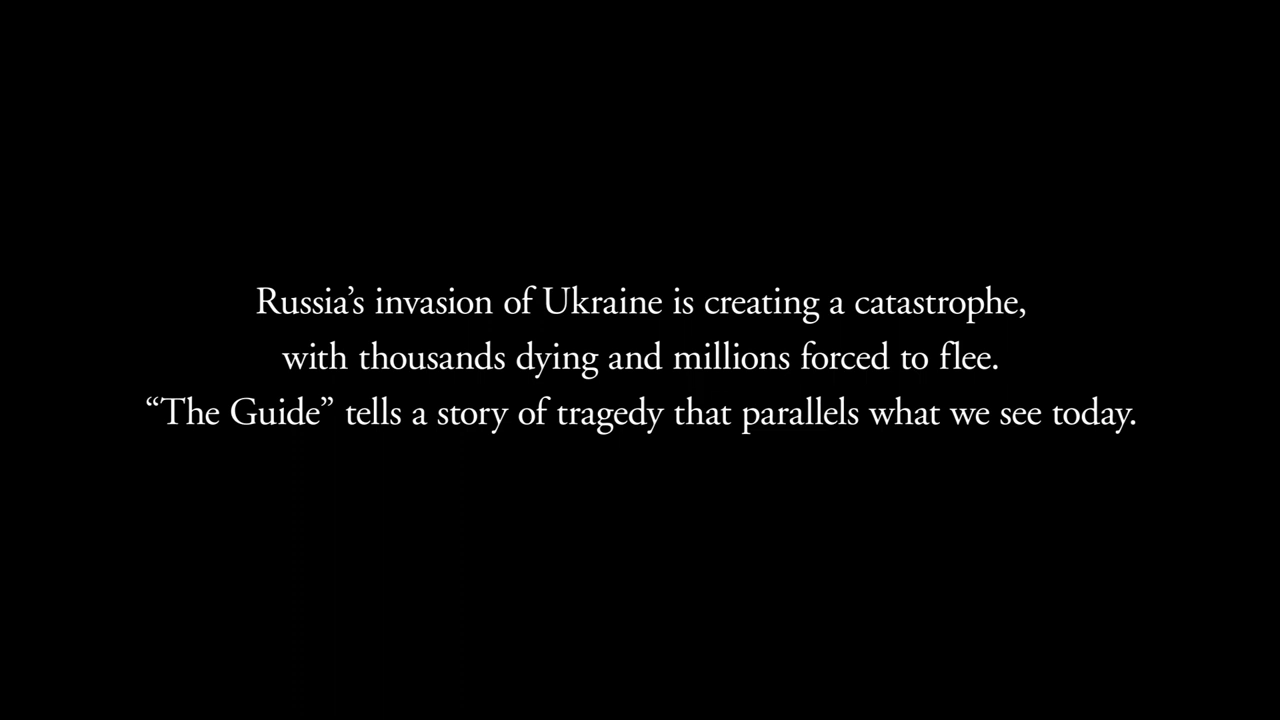 Russia’s invasion of Ukraine is creating a catastrophe,
with thousands dying and millions forced to flee.
“The Guide” tells a story of tragedy that parallels what we see today.